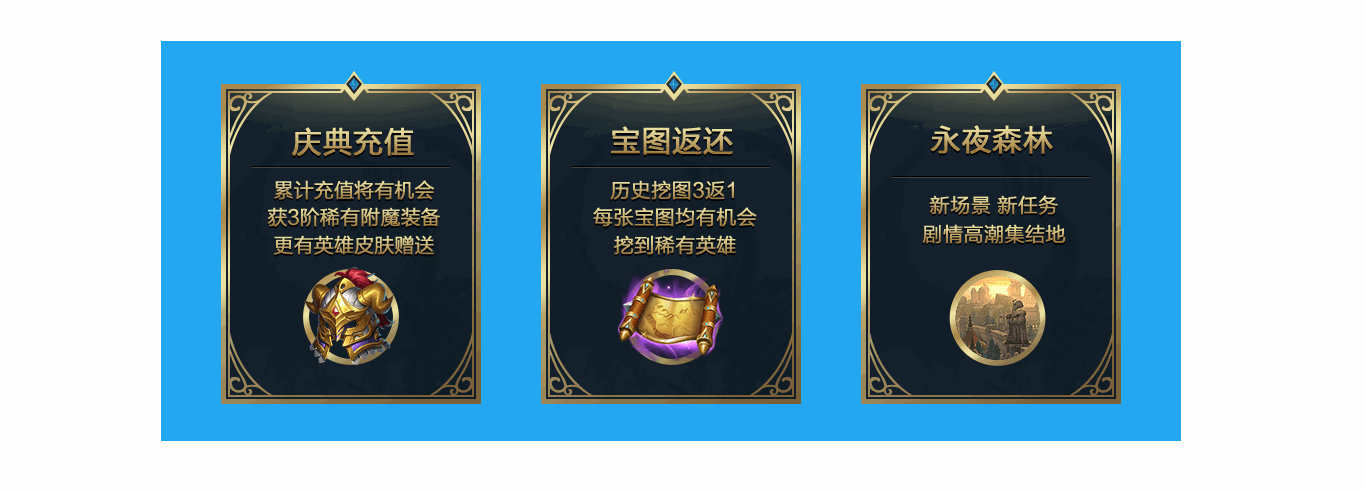 庆典充值
累计充值将有机会
获3阶稀有附魔装备
更有英雄皮肤赠送
宝图返还
历史挖图3返1
每张宝图均有机会
挖到稀有英雄
永夜森林
新场景 新任务
剧情高潮集结地